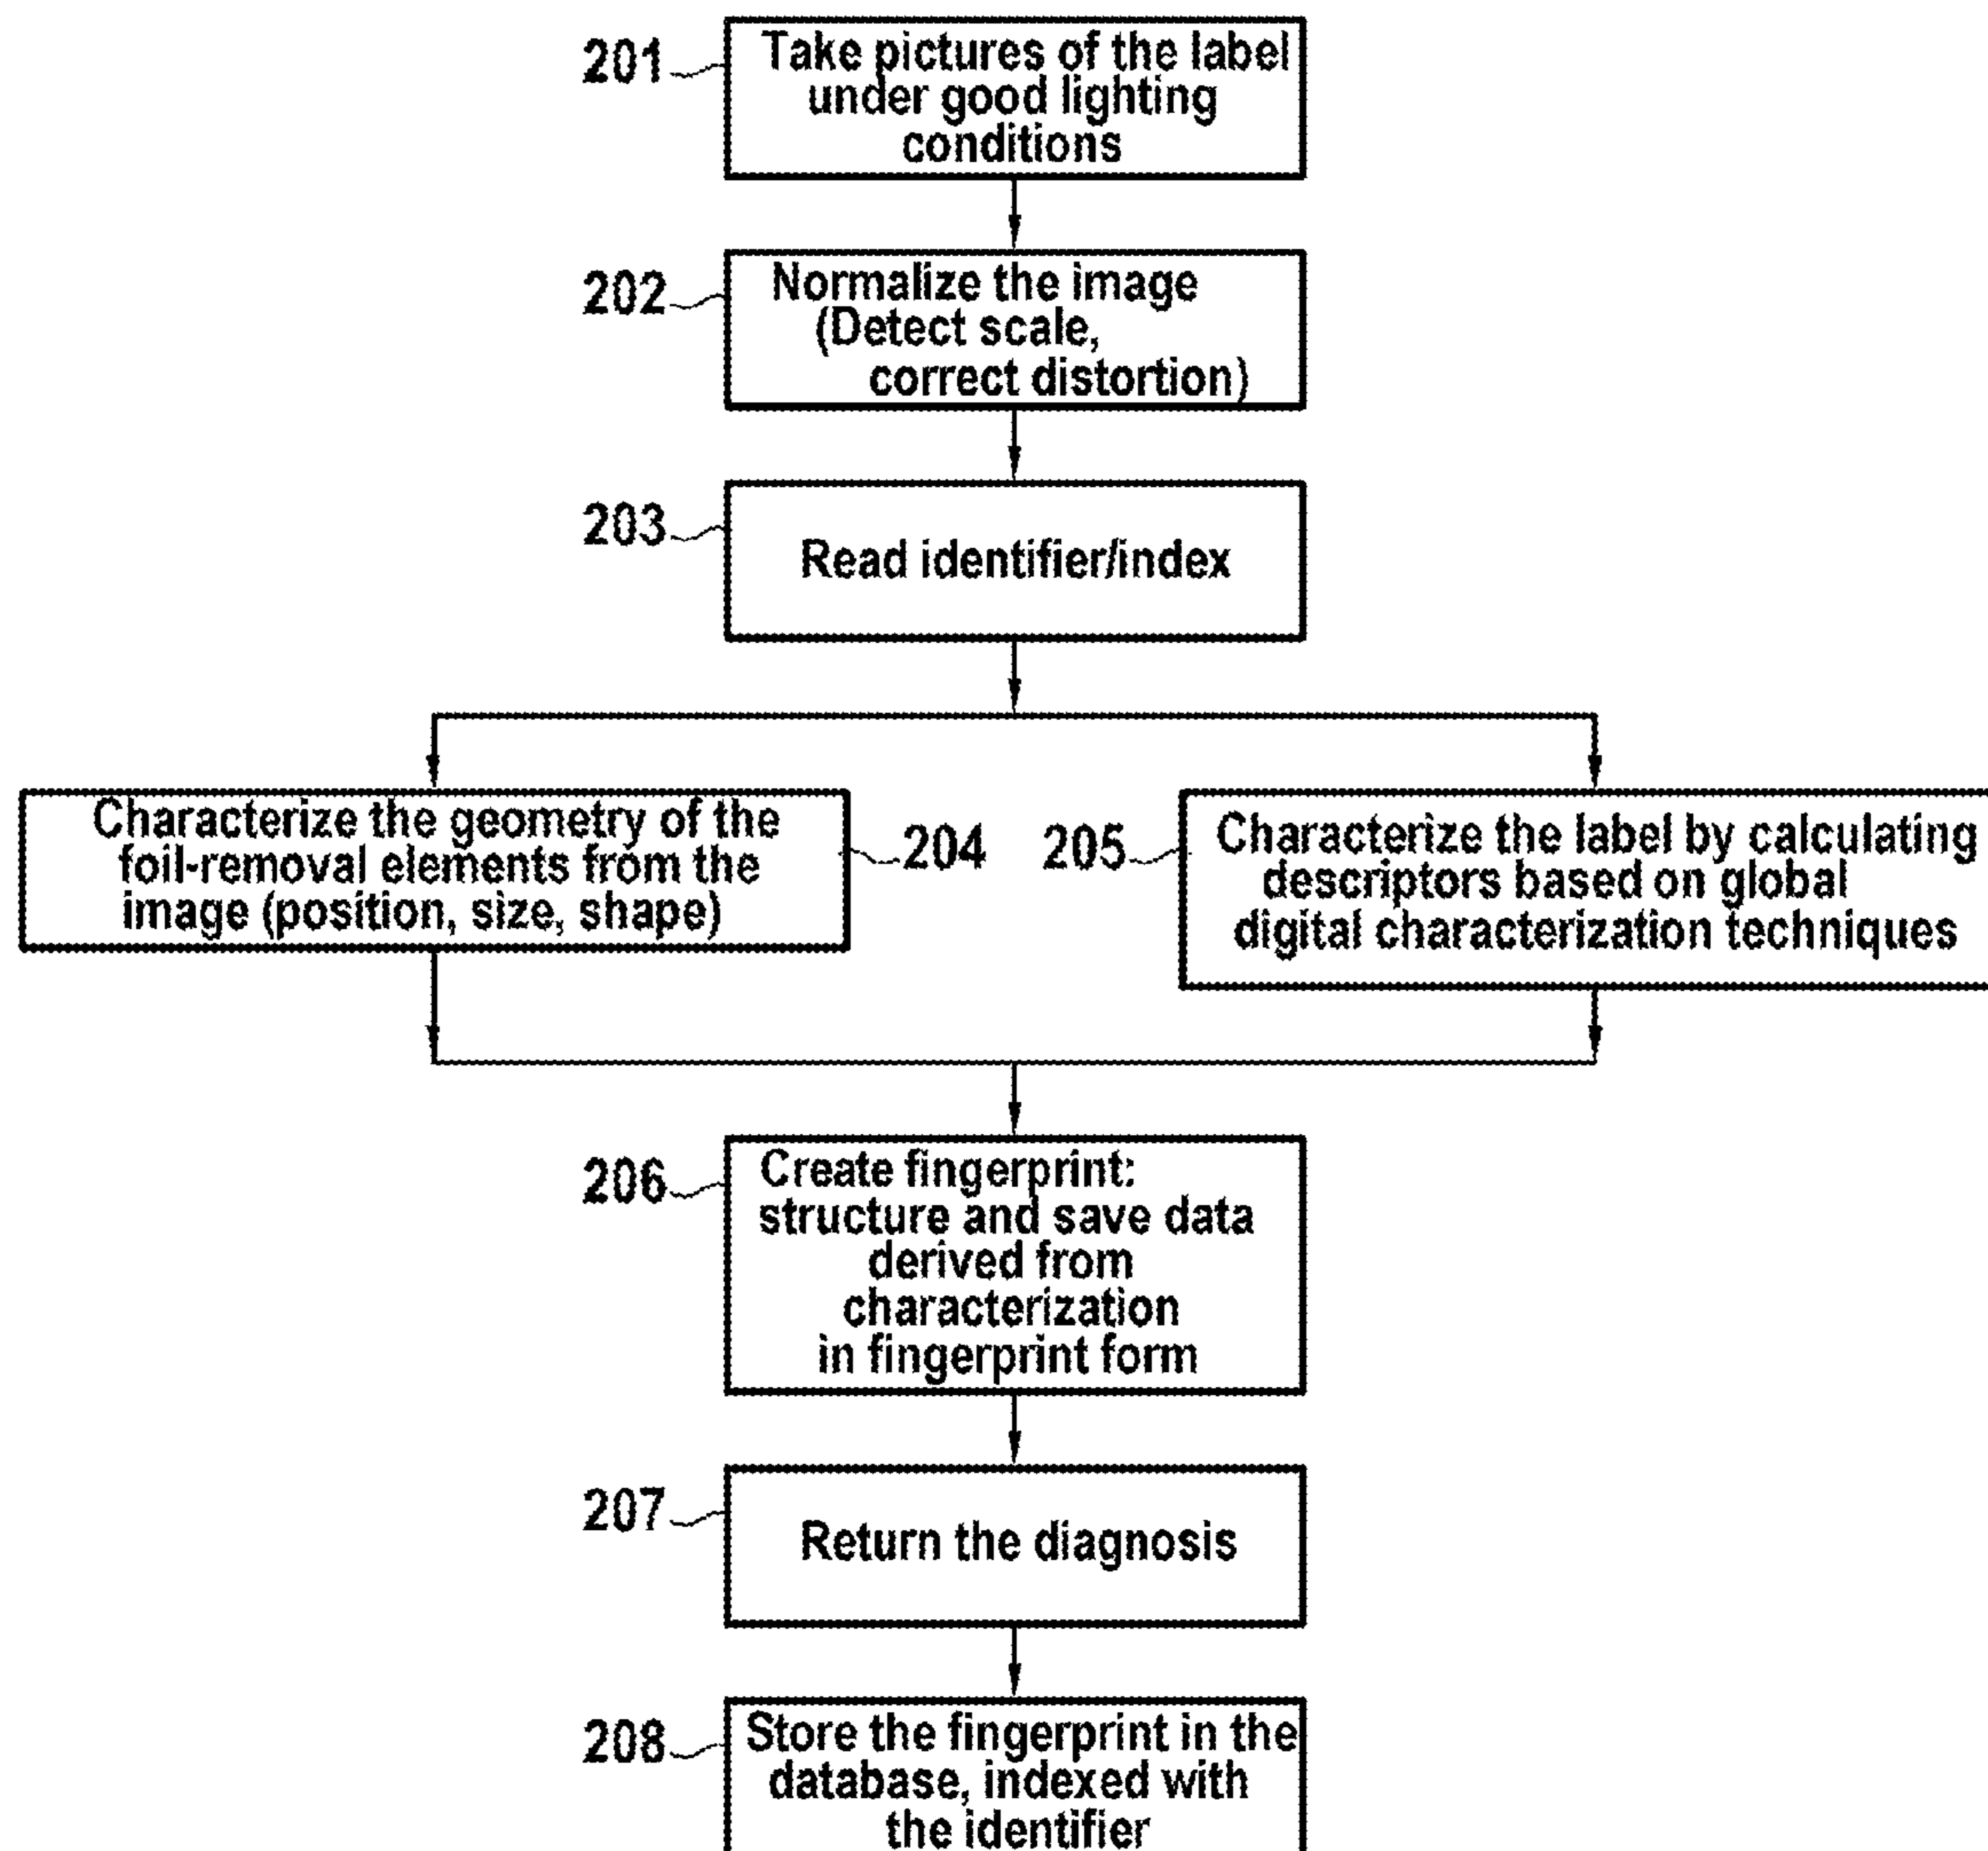 201
Take pictures of the label
under good lighting
conditions
202
Normalize the image
(Detect scale,
correct distortion)
203
Read identifier/index
Characterize the geometry of the
foil-removal elements from the
image (position, size, shape)
204
205
Characterize the label by calculating
descriptors based on global
digital characterization techniques
206
Create fingerprint:
structure and save data
derived from
characterization
in fingerprint form
207
Return the diagnosis
208
Store the fingerprint in the
database, indexed with
the identifier